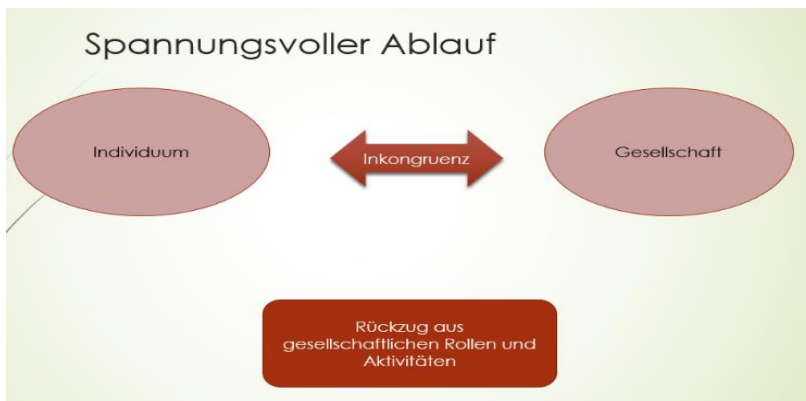 Spannungsvoller Ablauf
Individuum
Inkongruenz
Gesellschaft
Rückzug aus
gesellschaftlichen Rollen und
Aktivitäten